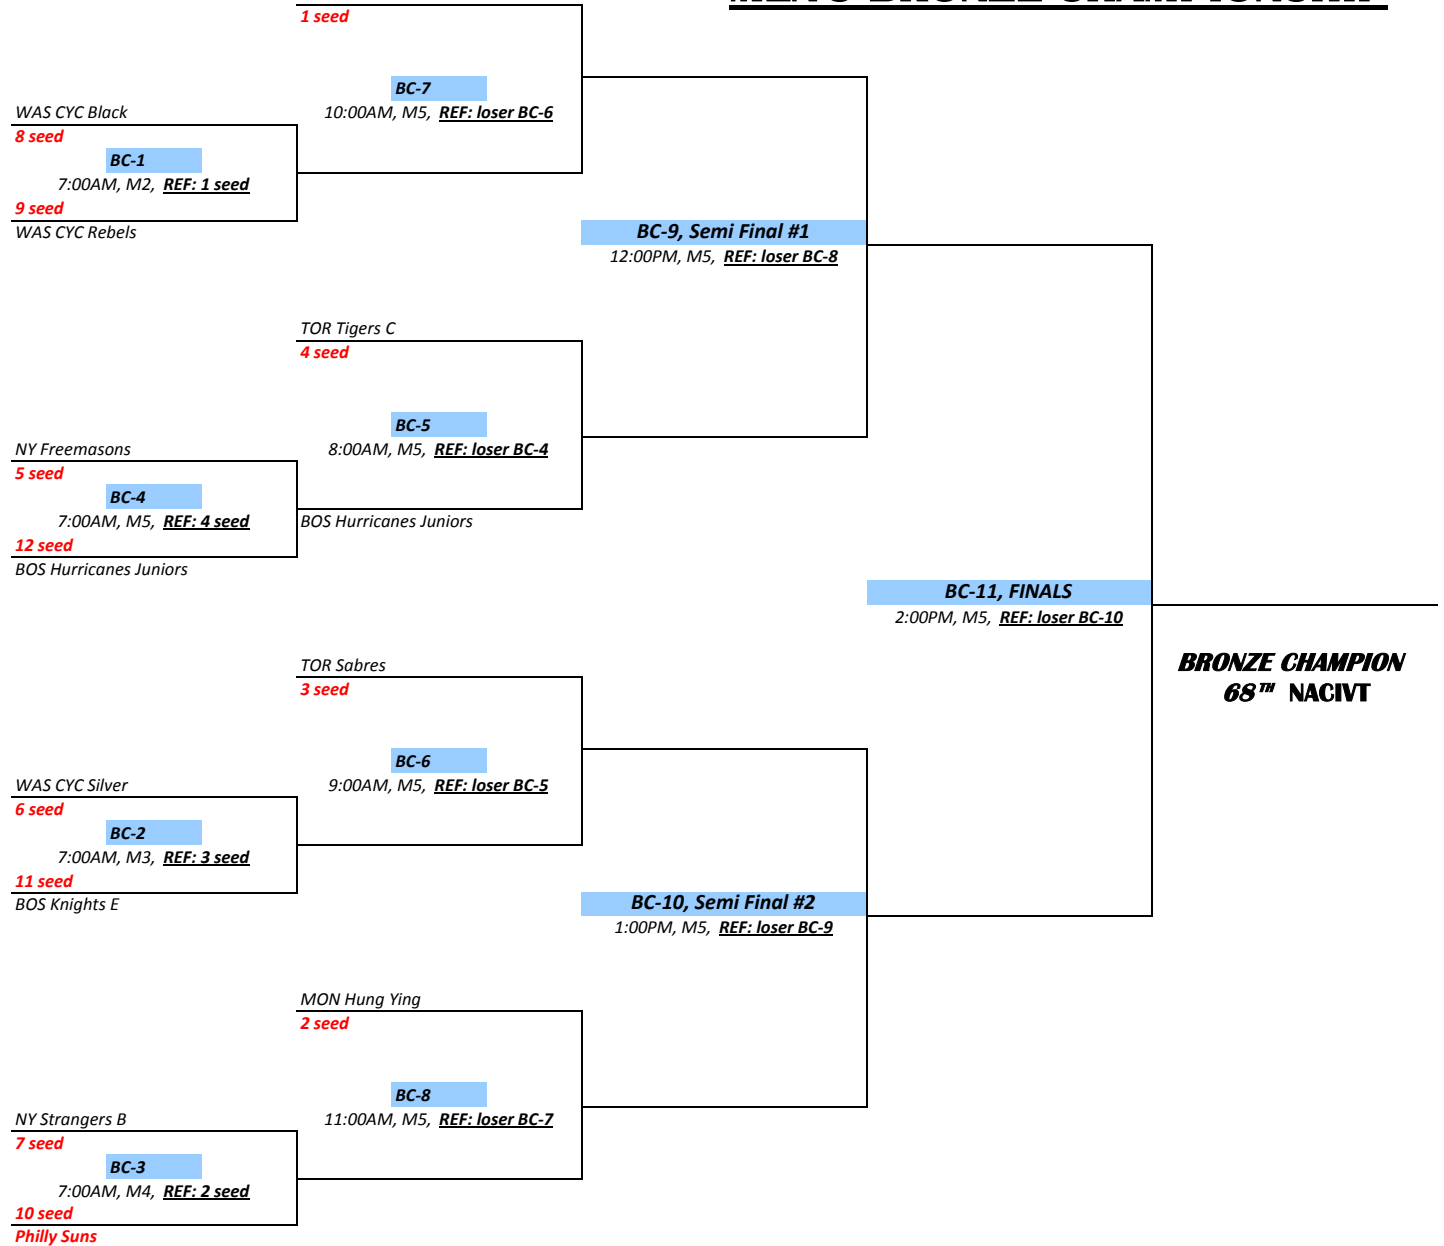 1 seed
BC-7
10:00AM, M5, REF: loser BC-6
WAS CYC Black
8 seed
BC-1
7:00AM, M2, REF: 1 seed
9 seed
WAS CYC Rebels
BC-9, Semi Final #1
12:00PM, M5, REF: loser BC-8
TOR Tigers C
4 seed
BC-5
8:00AM, M5, REF: loser BC-4
NY Freemasons
5 seed
BC-4
7:00AM, M5, REF: 4 seed
BOS Hurricanes Juniors
12 seed
BOS Hurricanes Juniors
BC-11, FINALS
2:00PM, M5, REF: loser BC-10
BRONZE CHAMPION
68TH NACIVT
TOR Sabres
3 seed
BC-6
9:00AM, M5, REF: loser BC-5
WAS CYC Silver
6 seed
BC-2
7:00AM, M3, REF: 3 seed
11 seed
BOS Knights E
BC-10, Semi Final #2
1:00PM, M5, REF: loser BC-9
MON Hung Ying
2 seed
BC-8
11:00AM, M5, REF: loser BC-7
NY Strangers B
7 seed
BC-3
7:00AM, M4, REF: 2 seed
10 seed
Philly Suns